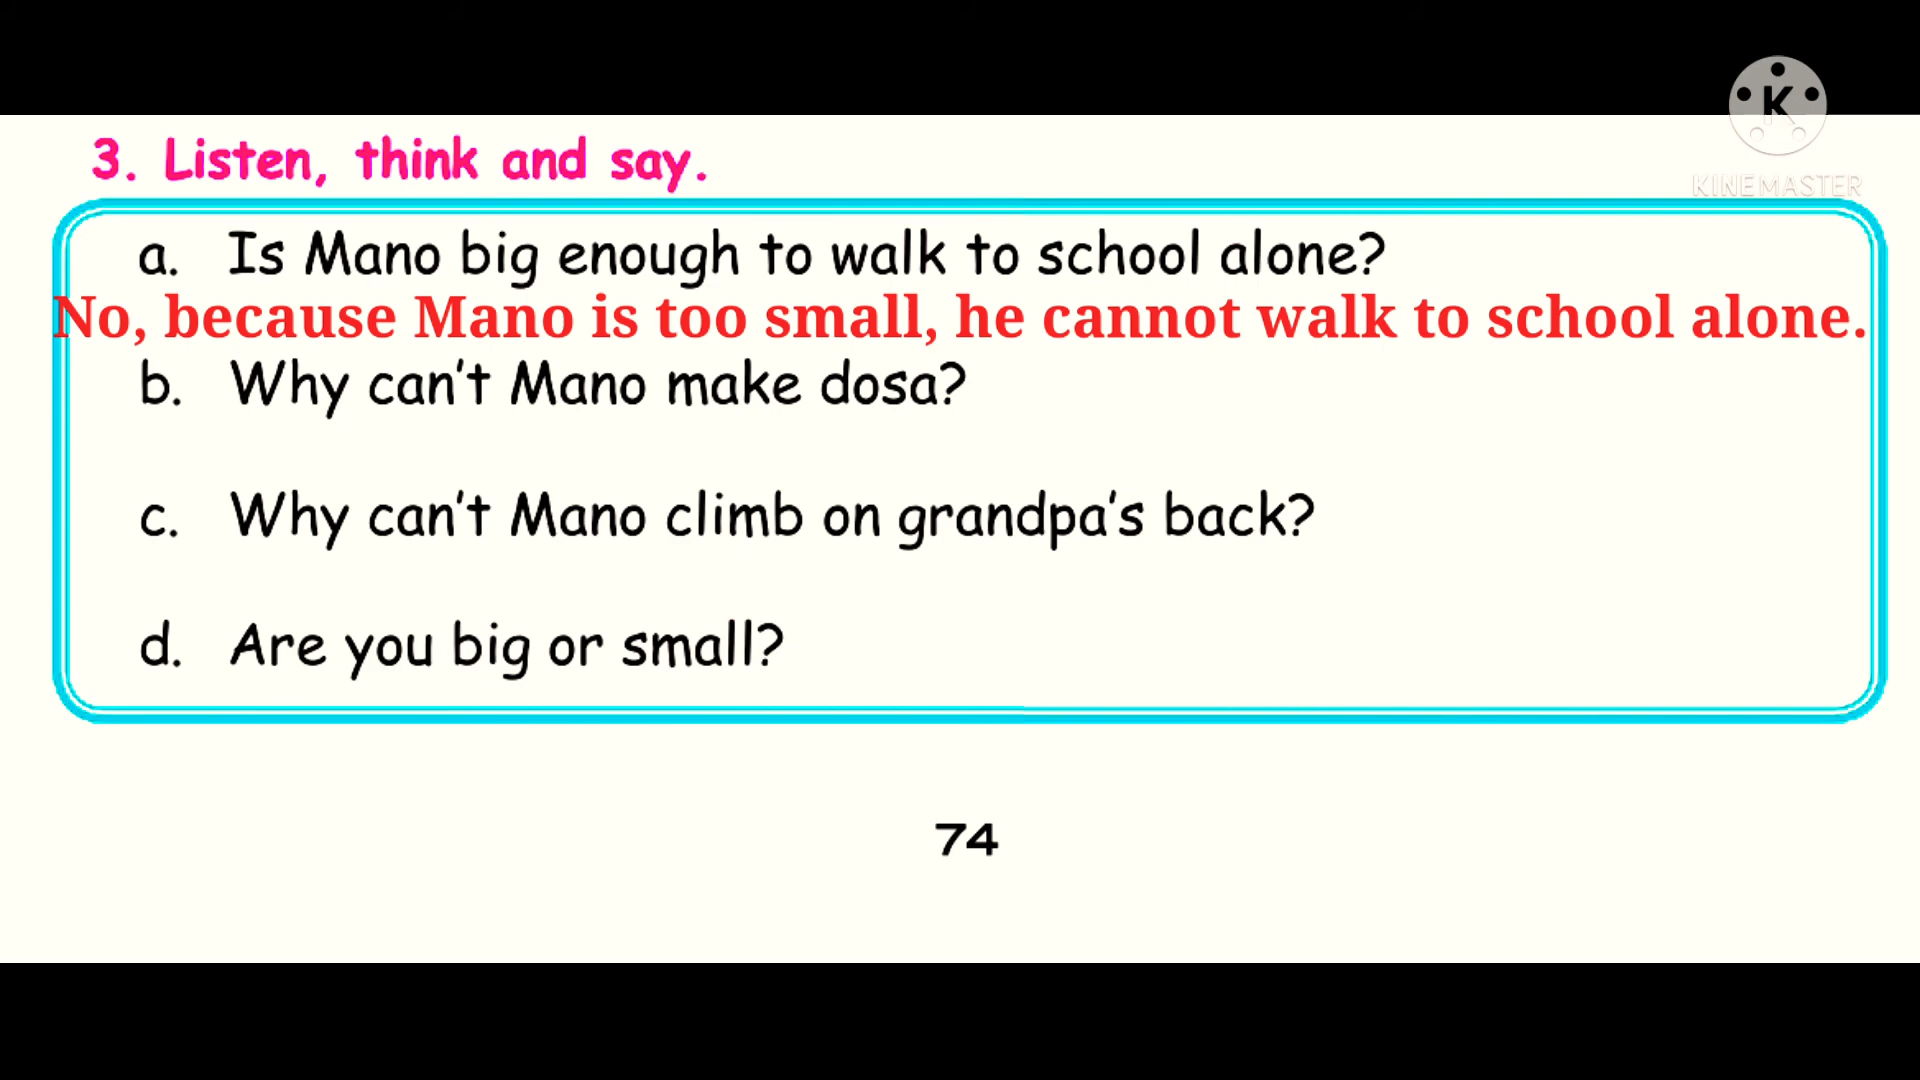 K
KINEMASTER
3. Listen, think and say.
a. Is Mano big enough to walk to school alone?
No, because Mano is too small, he cannot walk to school alone.
b. Why can't Mano make dosa?
c. Why can't Mano climb on grandpa's back?
d. Are you big or small?
74